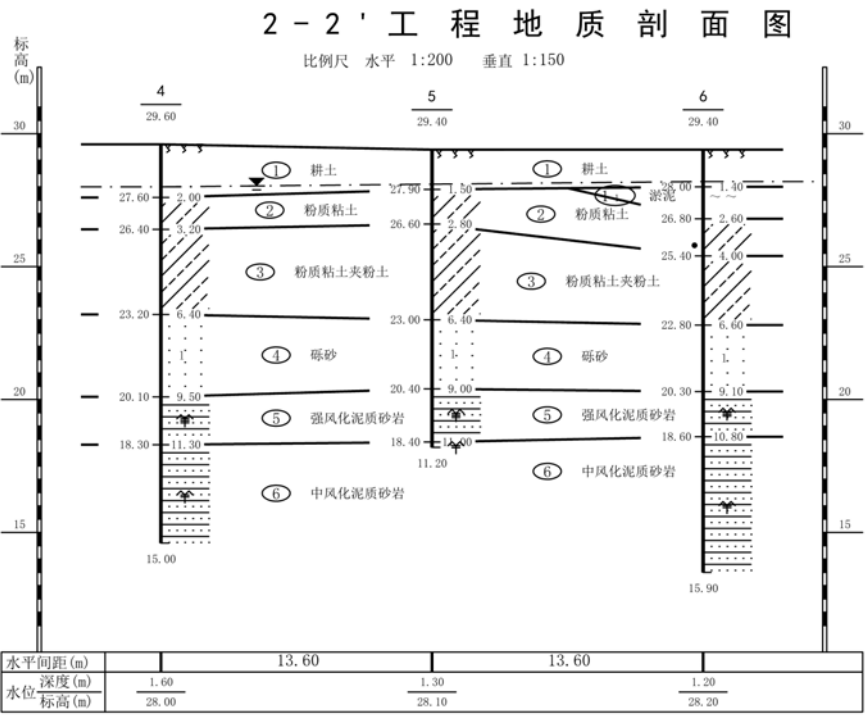 2-2'工程地质剖面图
比例尺 水平 1:200 垂直 1:150
标高(m)
4 5 6
29.60 29.40 29.40
30 30
① 耕土 ① 耕土
27.60 2.00 27.90 1.50 28.00 1.40
淤泥
② 粉质粘土 ② 粉质粘土
26.40 3.20 26.60 2.80 26.80 2.60
25 25
25.40 4.00
③ 粉质粘土夹粉土 ③ 粉质粘土夹粉土
23.20 6.40 23.00 6.40 22.80 6.60
④ 砾砂 ④ 砾砂
20 20
20.10 9.50 20.40 9.00 20.30 9.10
⑤ 强风化泥质砂岩 ⑤ 强风化泥质砂岩
18.30 11.30 18.40 11.00 18.60 10.80
11.20
⑥ 中风化泥质砂岩 ⑥ 中风化泥质砂岩
15 15
15.00 15.90
水平间距(m) 13.60 13.60
水位 深度(m) 1.60 1.30 1.20
标高(m) 28.00 28.10 28.20